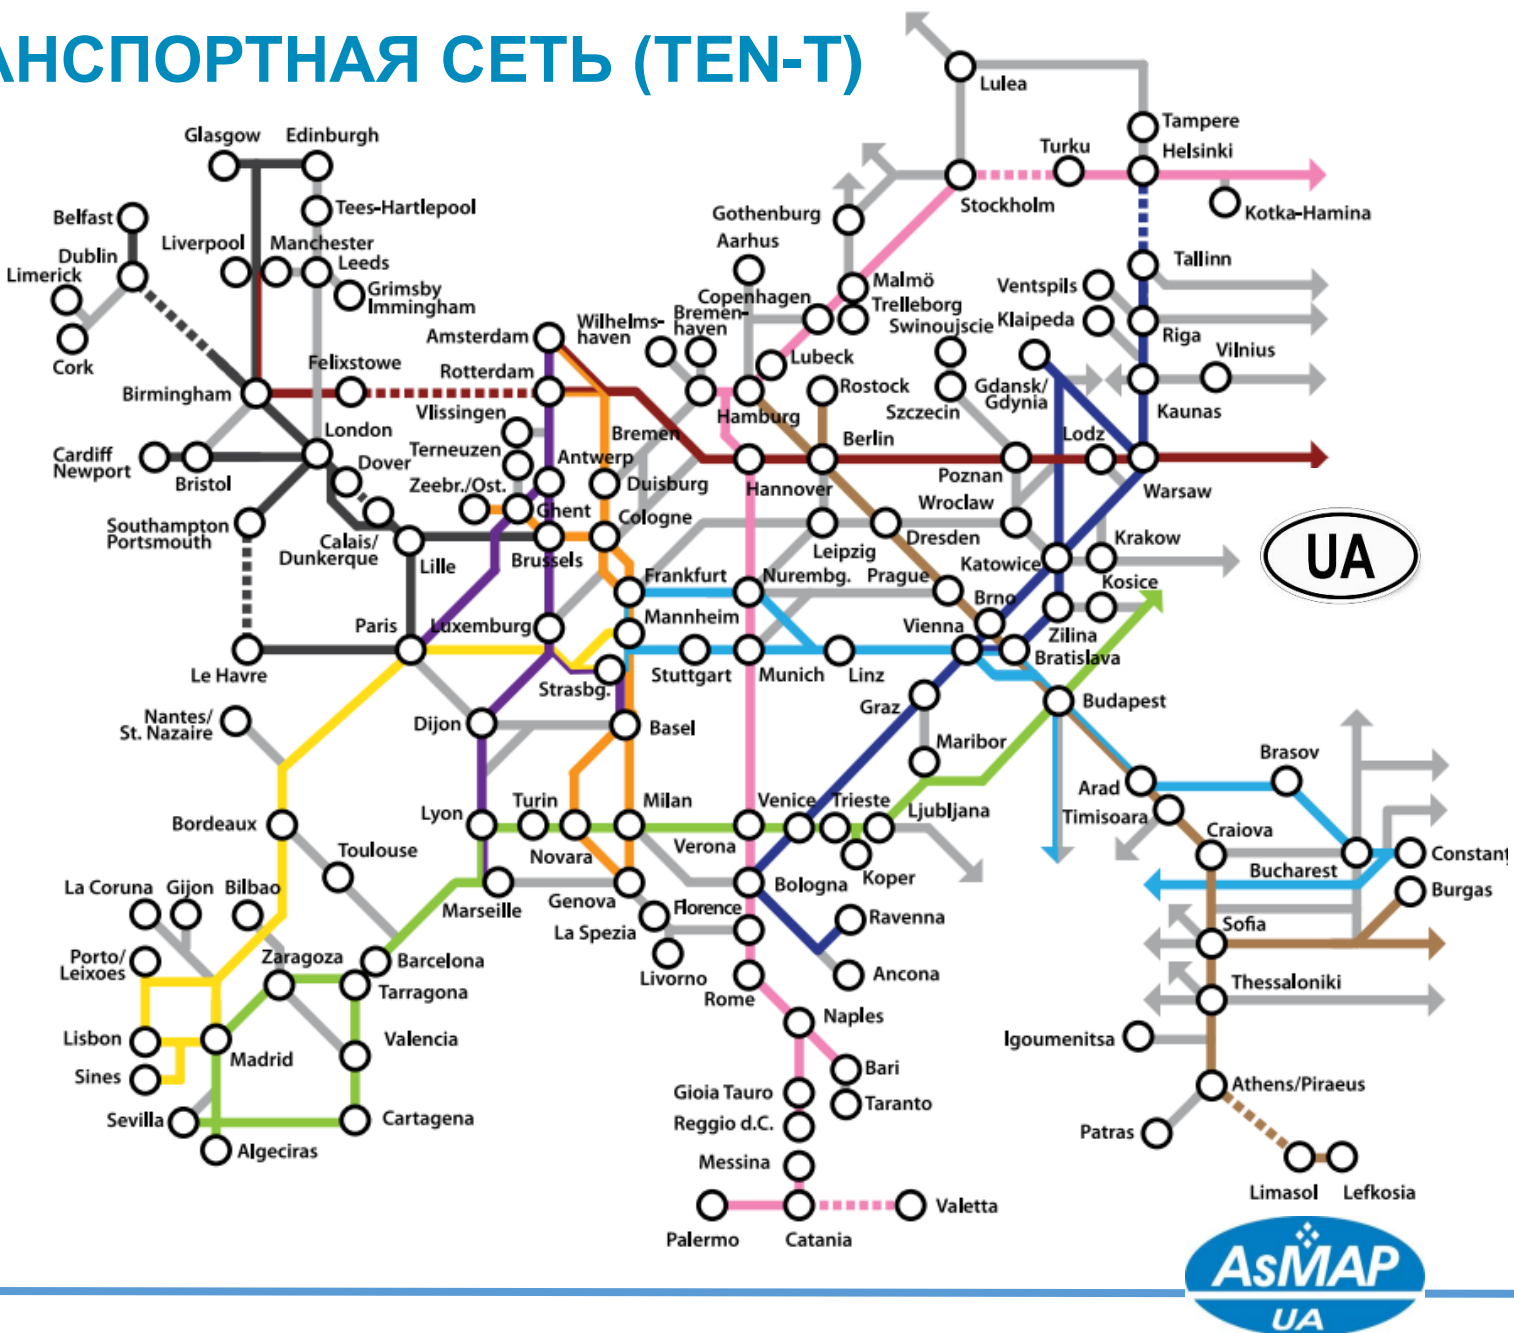 АНСПОРТНАЯ СЕТЬ (TEN-T)
Lulea
Glasgow
Edinburgh
Tampere
Turku
Helsinki
Belfast
Tees-Hartlepool
Gothenburg
Stockholm
Kotka-Hamina
Dublin
Liverpool
Manchester
Leeds
Aarhus
Tallinn
Limerick
Grimsby
Immingham
Malmö
Copenhagen
Trelleborg
Ventspils
Cork
Amsterdam
Wilhelms-
haven
Bremen-
haven
Swinoujscie
Klaipeda
Riga
Vilnius
Felixstowe
Rotterdam
Lubeck
Birmingham
Rostock
Szczecin
Gdansk/
Gdynia
Kaunas
Vlissingen
Hamburg
London
Bremen
Berlin
Lodz
Cardiff
Newport
Bristol
Dover
Terneuzen
Antwerp
Poznan
Zeebr./Ost.
Duisburg
Hannover
Warsaw
Ghent
Cologne
Wroclaw
Southampton
Portsmouth
Calais/
Dunkerque
Lille
Brussels
Leipzig
Dresden
Krakow
UA
Katowice
Frankfurt
Nurembg.
Prague
Kosice
Brno
Paris
Luxemburg
Mannheim
Vienna
Zilina
Le Havre
Strasbg.
Stuttgart
Munich
Linz
Bratislava
Nantes/
St. Nazaire
Dijon
Basel
Graz
Budapest
Maribor
Brasov
Arad
Bordeaux
Lyon
Turin
Milan
Venice
Trieste
Ljubljana
Timisoara
Craiova
Toulouse
Novara
Verona
Koper
Bucharest
Constant
La Coruna
Gijon
Bilbao
Marseille
Genova
Bologna
Burgas
La Spezia
Florence
Ravenna
Sofia
Porto/
Leixoes
Zaragoza
Barcelona
Livorno
Ancona
Tarragona
Rome
Thessaloniki
Lisbon
Madrid
Valencia
Naples
Igoumenitsa
Sines
Bari
Gioia Tauro
Taranto
Athens/Piraeus
Sevilla
Cartagena
Reggio d.C.
Patras
Algeciras
Messina
Limasol
Lefkosia
Palermo
Catania
Valetta
AsMAP
UA